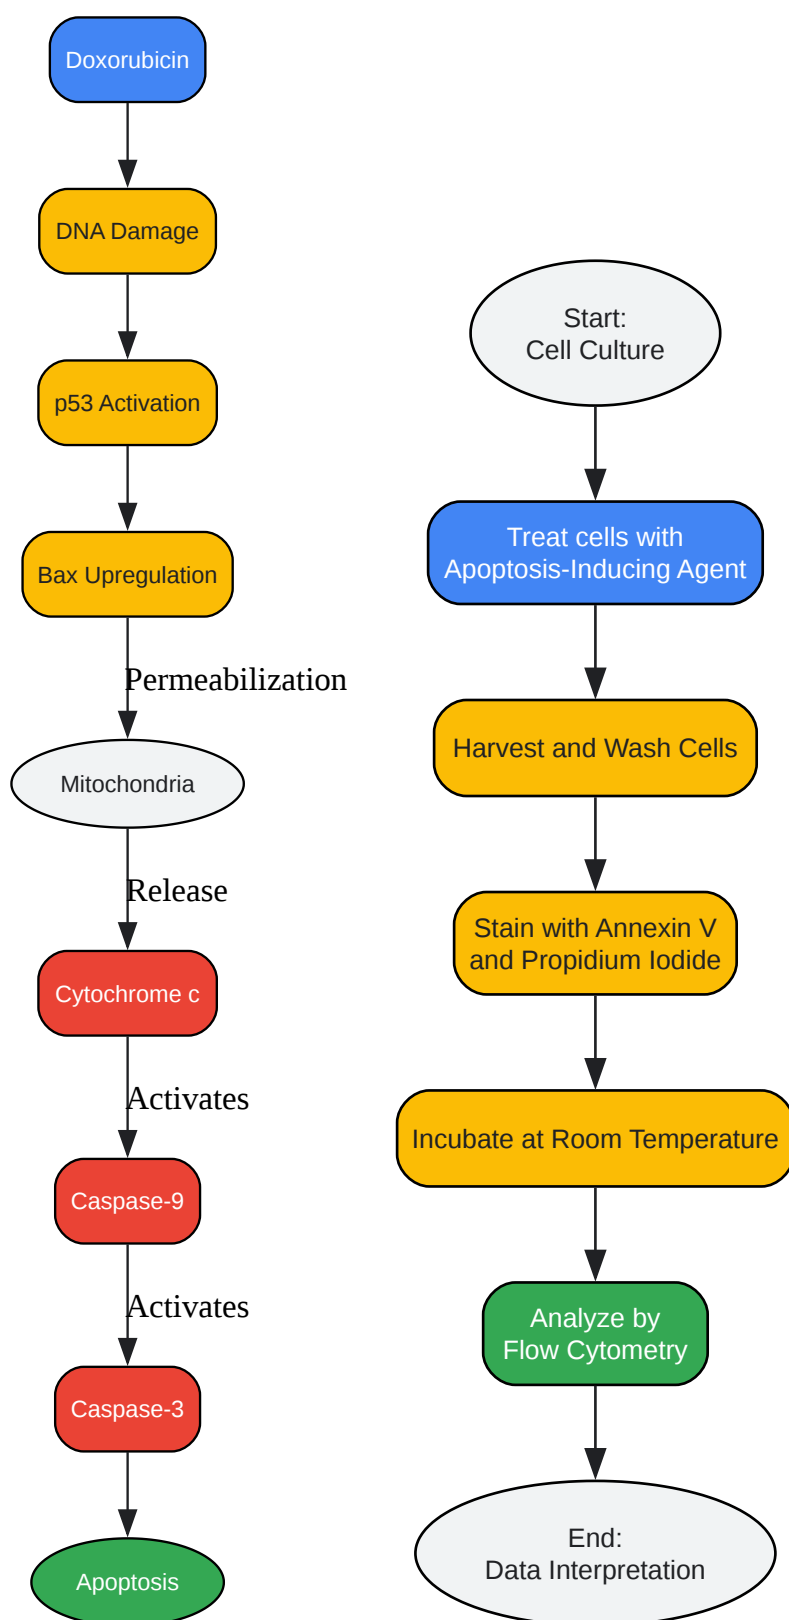 Doxorubicin
DNA Damage
p53 Activation
Bax Upregulation
Permeabilization
Mitochondria
Release
Cytochrome c
Activates
Caspase-9
Activates
Caspase-3
Apoptosis
Start:
Cell Culture
Treat cells with
Apoptosis-Inducing Agent
Harvest and Wash Cells
Stain with Annexin V
and Propidium Iodide
Incubate at Room Temperature
Analyze by
Flow Cytometry
End:
Data Interpretation